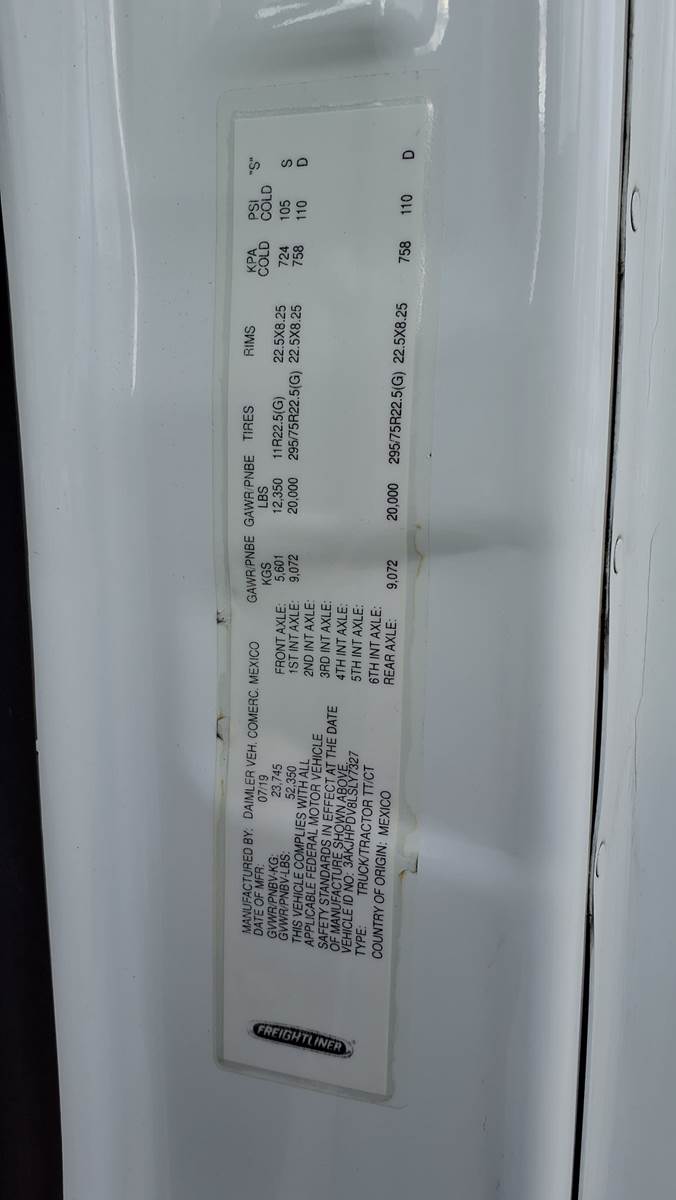 FREIGHTLINER
MANUFACTURED BY: DAIMLER VEH. COMERC. MEXICO
DATE OF MFR: 07/19
GVWR/PNBV-KG: 23,745
GVWR/PNBV-LBS: 52,350
THIS VEHICLE COMPLIES WITH ALL
APPLICABLE FEDERAL MOTOR VEHICLE
SAFETY STANDARDS IN EFFECT AT THE DATE
OF MANUFACTURE SHOWN ABOVE.
VEHICLE ID NO: 3AKJHPDV8LSLY7327
TYPE: TRUCK/TRACTOR TT/CT
COUNTRY OF ORIGIN: MEXICO
GAWR/PNBE GAWR/PNBE TIRES RIMS KPA PSI "S"
KGS LBS COLD COLD
FRONT AXLE: 5,601 12,350 11R22.5(G) 22.5X8.25 724 105 S
1ST INT AXLE: 9,072 20,000 295/75R22.5(G) 22.5X8.25 758 110 D
2ND INT AXLE:
3RD INT AXLE:
4TH INT AXLE:
5TH INT AXLE:
6TH INT AXLE:
REAR AXLE: 9,072 20,000 295/75R22.5(G) 22.5X8.25 758 110 D